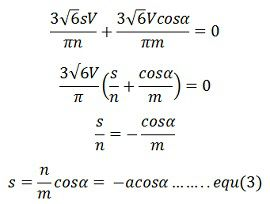 3√6sV/πn + 3√6Vcosα/πm = 0
3√6V/π (s/n + cosα/m) = 0
s/n = − cosα/m
s = n/m cosα = −acosα … … . . equ(3)